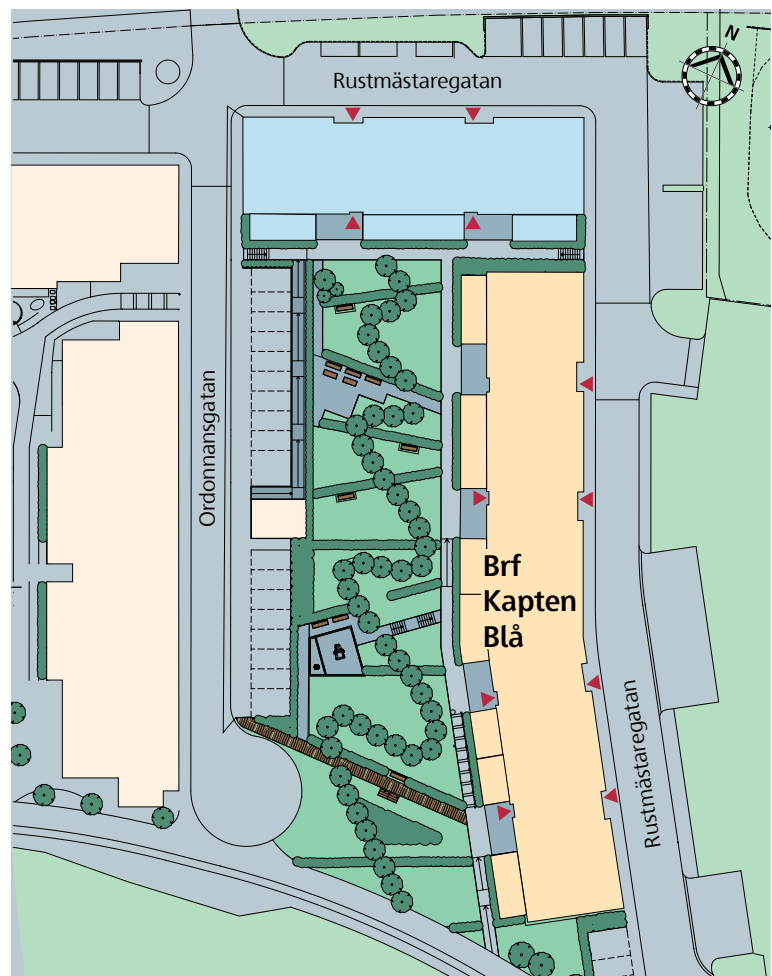 N
Rustmästaregatan
Ordonnansgatan
Brf
Kapten
Blå
Rustmästaregatan